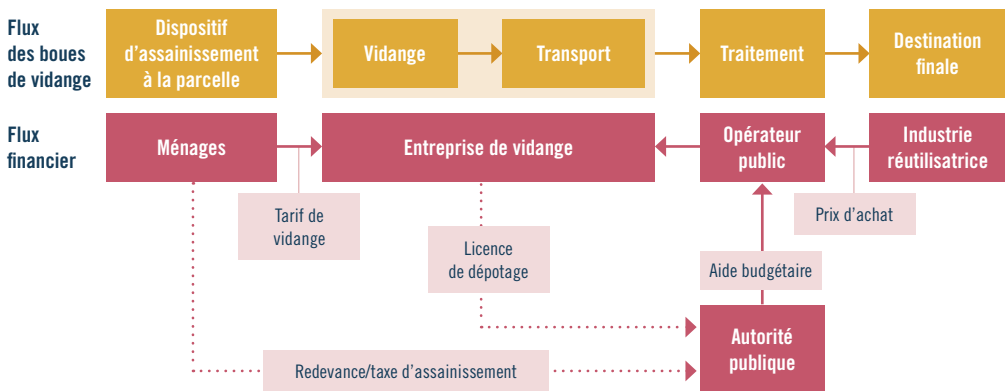 Flux
des boues
de vidange
Dispositif
d’assainissement
à la parcelle
Vidange
Transport
Traitement
Destination
finale
Flux
financier
Ménages
Entreprise de vidange
Opérateur
public
Industrie
réutilisatrice
Tarif de
vidange
Licence
de dépotage
Prix d’achat
Aide budgétaire
Autorité
publique
Redevance/taxe d’assainissement